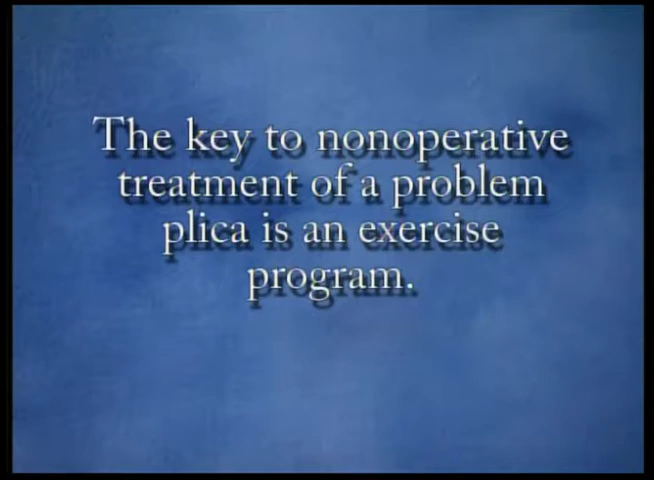 The key to nonoperative
treatment of a problem
plica is an exercise
program.